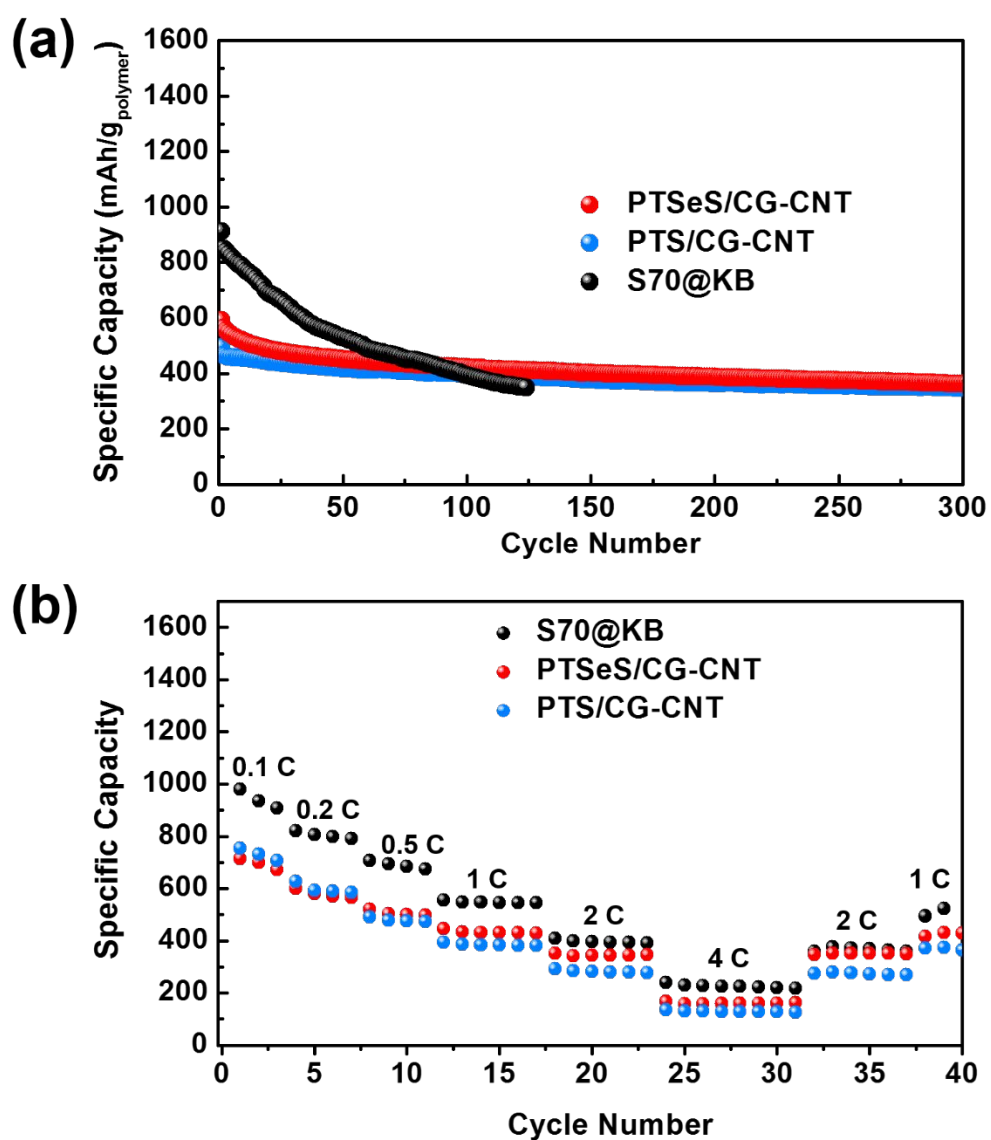 (a)
1600
1400
1200
1000
800
600
400
200
0
Specific Capacity (mAh/gpolymer)
PTSeS/CG-CNT
PTS/CG-CNT
S70@KB
0 50 100 150 200 250 300
Cycle Number
(b)
1600
1400
1200
1000
800
600
400
200
0
Specific Capacity
S70@KB
PTSeS/CG-CNT
PTS/CG-CNT
0.1 C
0.2 C
0.5 C
1 C
2 C
4 C
2 C
1 C
0 5 10 15 20 25 30 35 40
Cycle Number